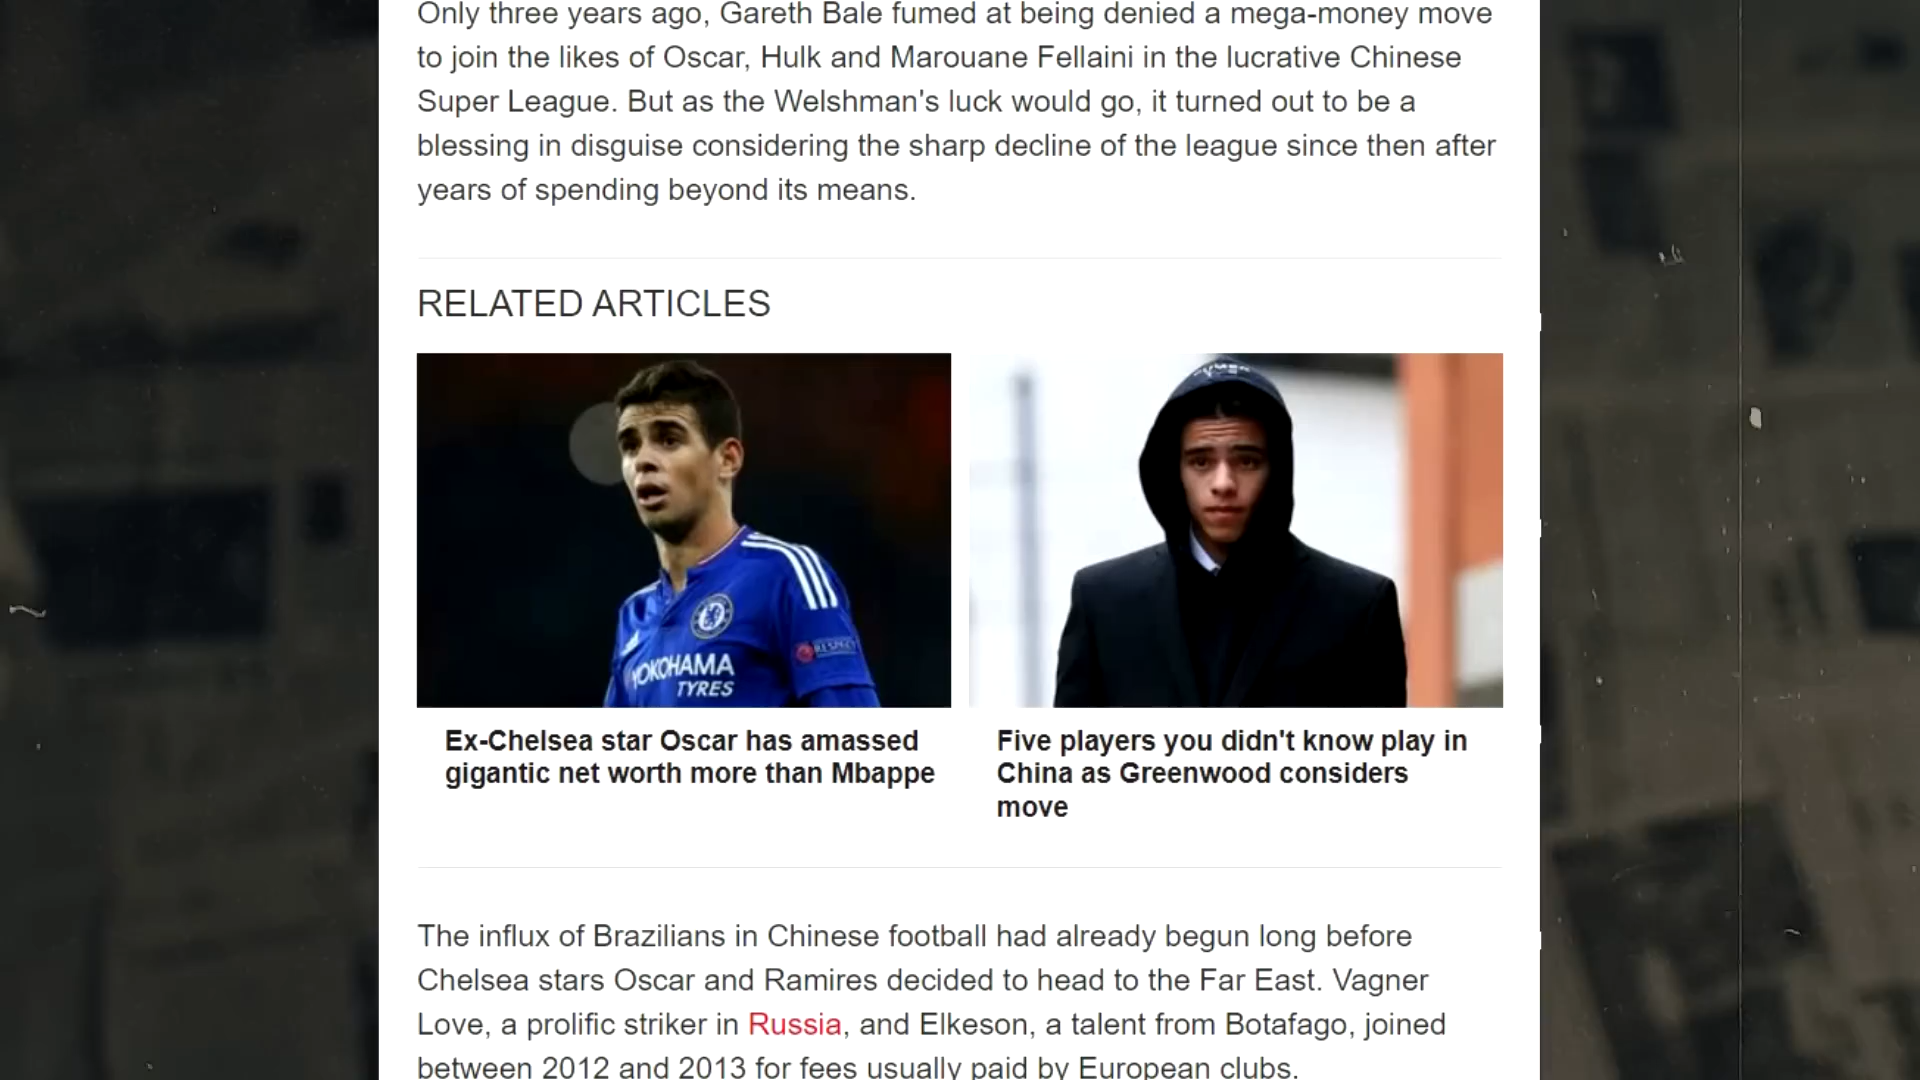 Only three years ago, Gareth Bale fumed at being denied a mega-money move
to join the likes of Oscar, Hulk and Marouane Fellaini in the lucrative Chinese
Super League. But as the Welshman's luck would go, it turned out to be a
blessing in disguise considering the sharp decline of the league since then after
years of spending beyond its means.
RELATED ARTICLES
YOKOHAMA
TYRES
RESPECT
Ex-Chelsea star Oscar has amassed
gigantic net worth more than Mbappe
Five players you didn't know play in
China as Greenwood considers
move
The influx of Brazilians in Chinese football had already begun long before
Chelsea stars Oscar and Ramires decided to head to the Far East. Vagner
Love, a prolific striker in Russia, and Elkeson, a talent from Botafago, joined
between 2012 and 2013 for fees usually paid by European clubs.